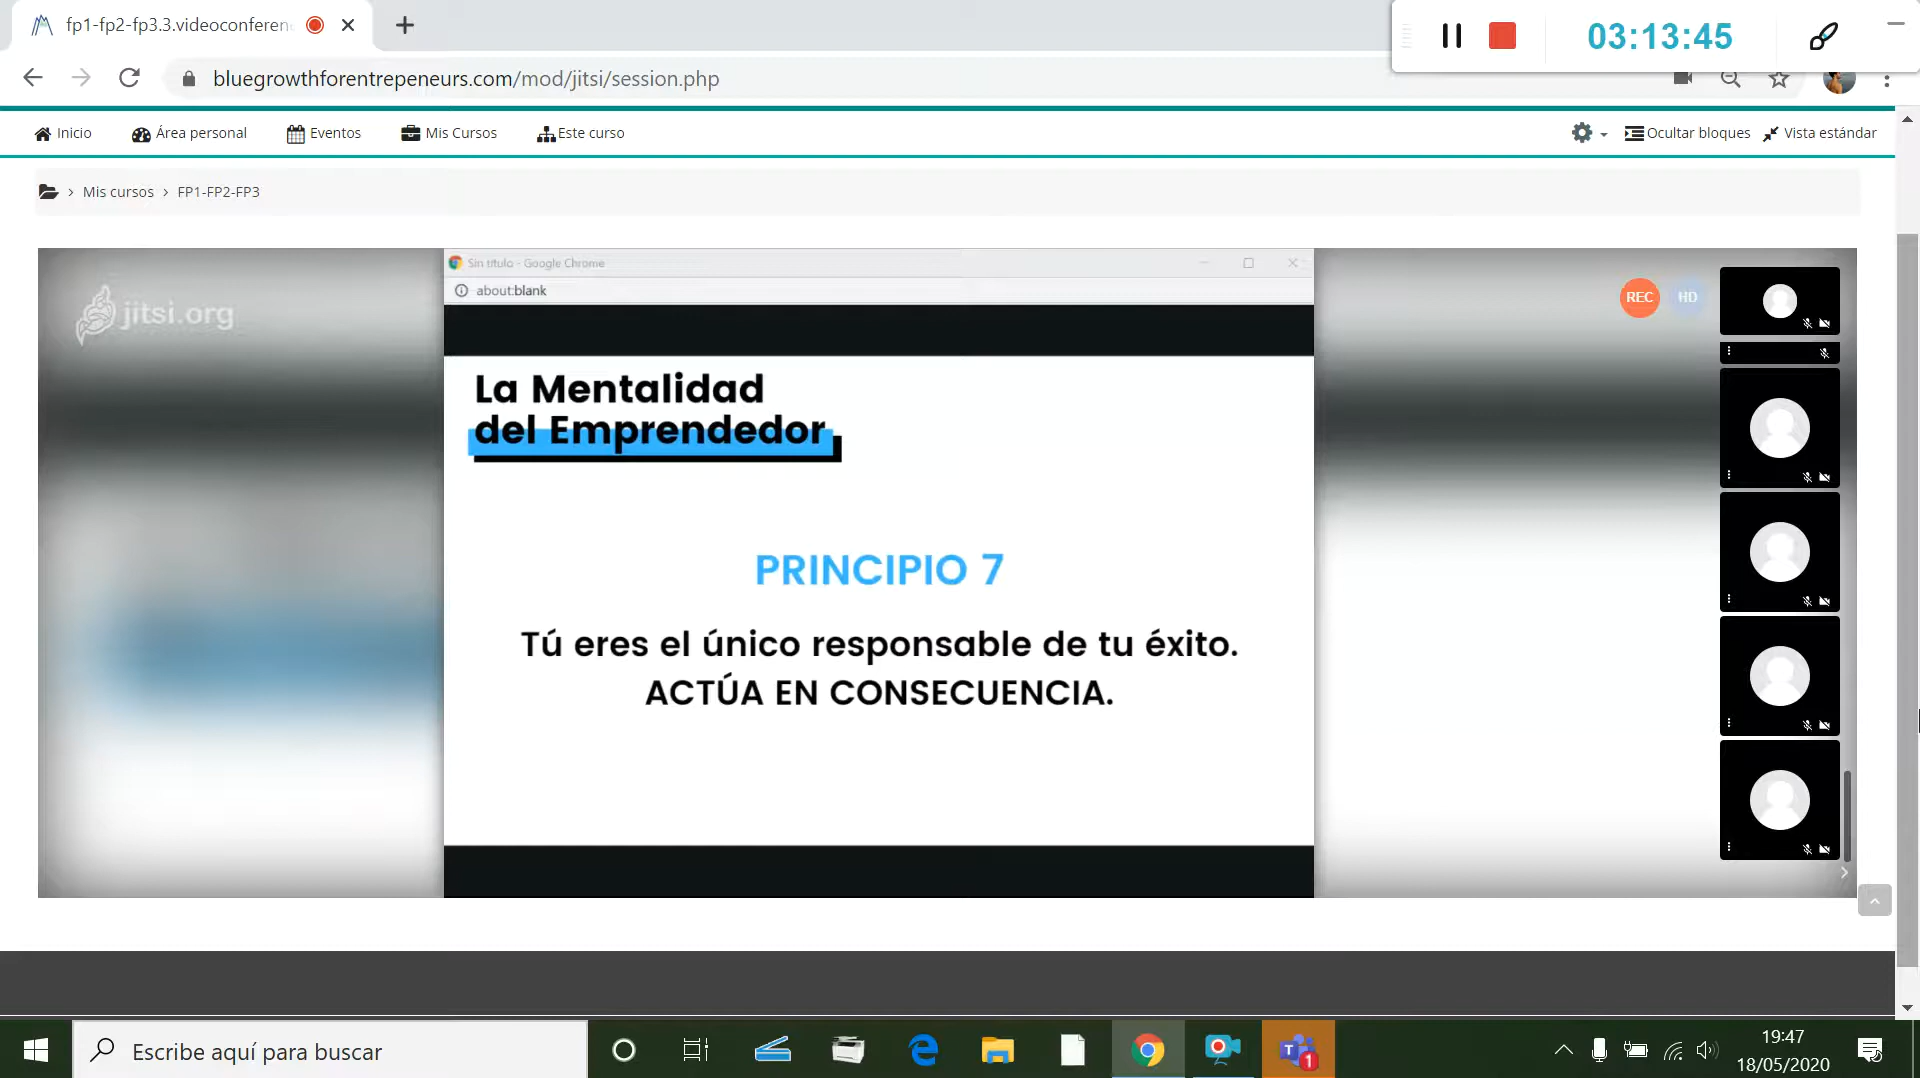 fp1-fp2-fp3.3.videoconferen
03:13:45
bluegrowthforentrepeneurs.com/mod/jitsi/session.php
Inicio
Área personal
Eventos
Mis Cursos
Este curso
Ocultar bloques
Vista estándar
Mis cursos
FP1-FP2-FP3
jitsi.org
Sin título - Google Chrome
about:blank
REC
HD
La Mentalidad
del Emprendedor
PRINCIPIO 7
Tú eres el único responsable de tu éxito.
ACTÚA EN CONSECUENCIA.
Escribe aquí para buscar
T
1
19:47
18/05/2020